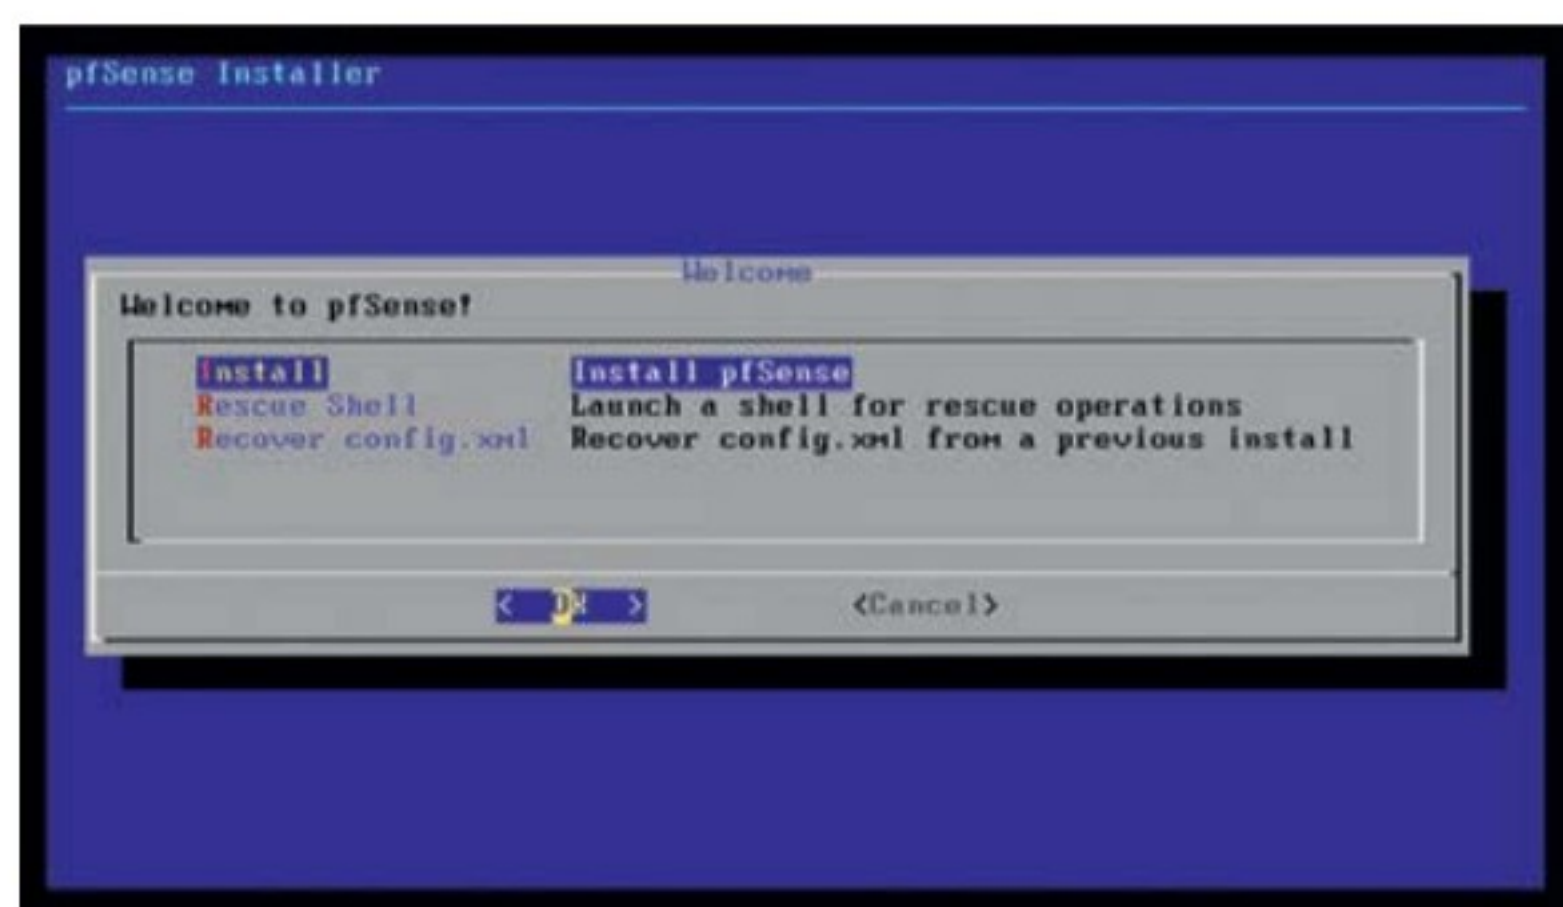 pfSense Installer
Welcome
Welcome to pfSense!
Install Install pfSense
Rescue Shell Launch a shell for rescue operations
Recover config.xml Recover config.xml from a previous install
< OK > <Cancel>